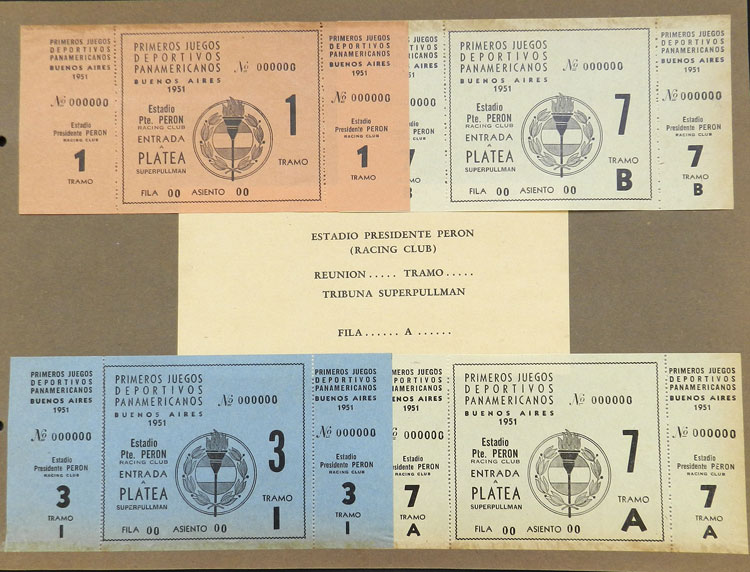 PRIMEROS JUEGOS
DEPORTIVOS
PANAMERICANOS
BUENOS AIRES
1951
No 000000
Estadio
Presidente PERON
RACING CLUB
1
TRAMO
PRIMEROS JUEGOS
DEPORTIVOS
PANAMERICANOS
BUENOS AIRES
1951
No 000000
Estadio
Pte. PERON
RACING CLUB
ENTRADA
A
PLATEA
SUPERPULLMAN
1
TRAMO
FILA 00 ASIENTO 00
PRIMEROS JUEGOS
DEPORTIVOS
PANAMERICANOS
BUENOS AIRES
1951
No 000000
Estadio
Presidente PERON
RACING CLUB
1
TRAMO
PRIMEROS JUEGOS
DEPORTIVOS
PANAMERICANOS
BUENOS AIRES
1951
No 000000
Estadio
Pte. PERON
RACING CLUB
ENTRADA
A
PLATEA
SUPERPULLMAN
7
TRAMO
B
FILA 00 ASIENTO 00
PRIMEROS JUEGOS
DEPORTIVOS
PANAMERICANOS
BUENOS AIRES
1951
No 000000
Estadio
Presidente PERON
RACING CLUB
7
TRAMO
B
ESTADIO PRESIDENTE PERON
(RACING CLUB)
REUNION ..... TRAMO .....
TRIBUNA SUPERPULLMAN
FILA ...... A ......
PRIMEROS JUEGOS
DEPORTIVOS
PANAMERICANOS
BUENOS AIRES
1951
No 000000
Estadio
Presidente PERON
RACING CLUB
3
TRAMO
I
PRIMEROS JUEGOS
DEPORTIVOS
PANAMERICANOS
BUENOS AIRES
1951
No 000000
Estadio
Pte. PERON
RACING CLUB
ENTRADA
A
PLATEA
SUPERPULLMAN
3
TRAMO
I
FILA 00 ASIENTO 00
PRIMEROS JUEGOS
DEPORTIVOS
PANAMERICANOS
BUENOS AIRES
1951
No 000000
Estadio
Presidente PERON
RACING CLUB
3
TRAMO
I
JUEGOS
000000
PERON
7
TRAMO
A
PRIMEROS JUEGOS
DEPORTIVOS
PANAMERICANOS
BUENOS AIRES
1951
No 000000
Estadio
Pte. PERON
RACING CLUB
ENTRADA
A
PLATEA
SUPERPULLMAN
7
TRAMO
A
FILA 00 ASIENTO 00
PRIMEROS JUEGOS
DEPORTIVOS
PANAMERICANOS
BUENOS AIRES
1951
No 000000
Estadio
Presidente PERON
RACING CLUB
7
TRAMO
A